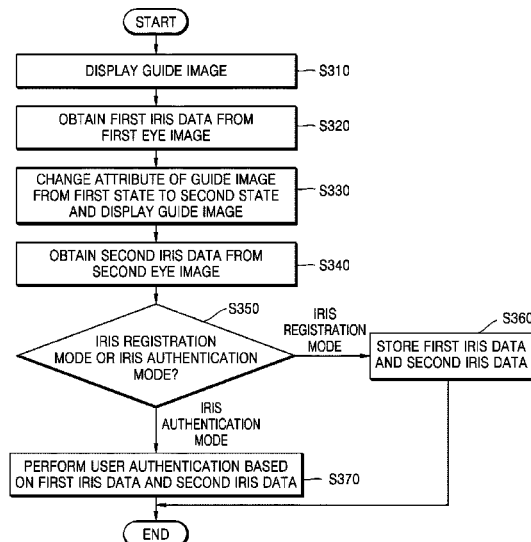 START
DISPLAY GUIDE IMAGE
S310
OBTAIN FIRST IRIS DATA FROM
FIRST EYE IMAGE
S320
CHANGE ATTRIBUTE OF GUIDE IMAGE
FROM FIRST STATE TO SECOND STATE
AND DISPLAY GUIDE IMAGE
S330
OBTAIN SECOND IRIS DATA FROM
SECOND EYE IMAGE
S340
S350
IRIS REGISTRATION
MODE OR IRIS AUTHENTICATION
MODE?
IRIS
REGISTRATION
MODE
S360
STORE FIRST IRIS DATA
AND SECOND IRIS DATA
IRIS
AUTHENTICATION
MODE
PERFORM USER AUTHENTICATION BASED
ON FIRST IRIS DATA AND SECOND IRIS DATA
S370
END